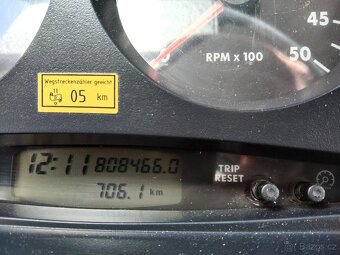 45
50
RPM x 100
Wegstreckenzähler geeicht
05 km
12:11 808466.0
706.1 km
TRIP
RESET